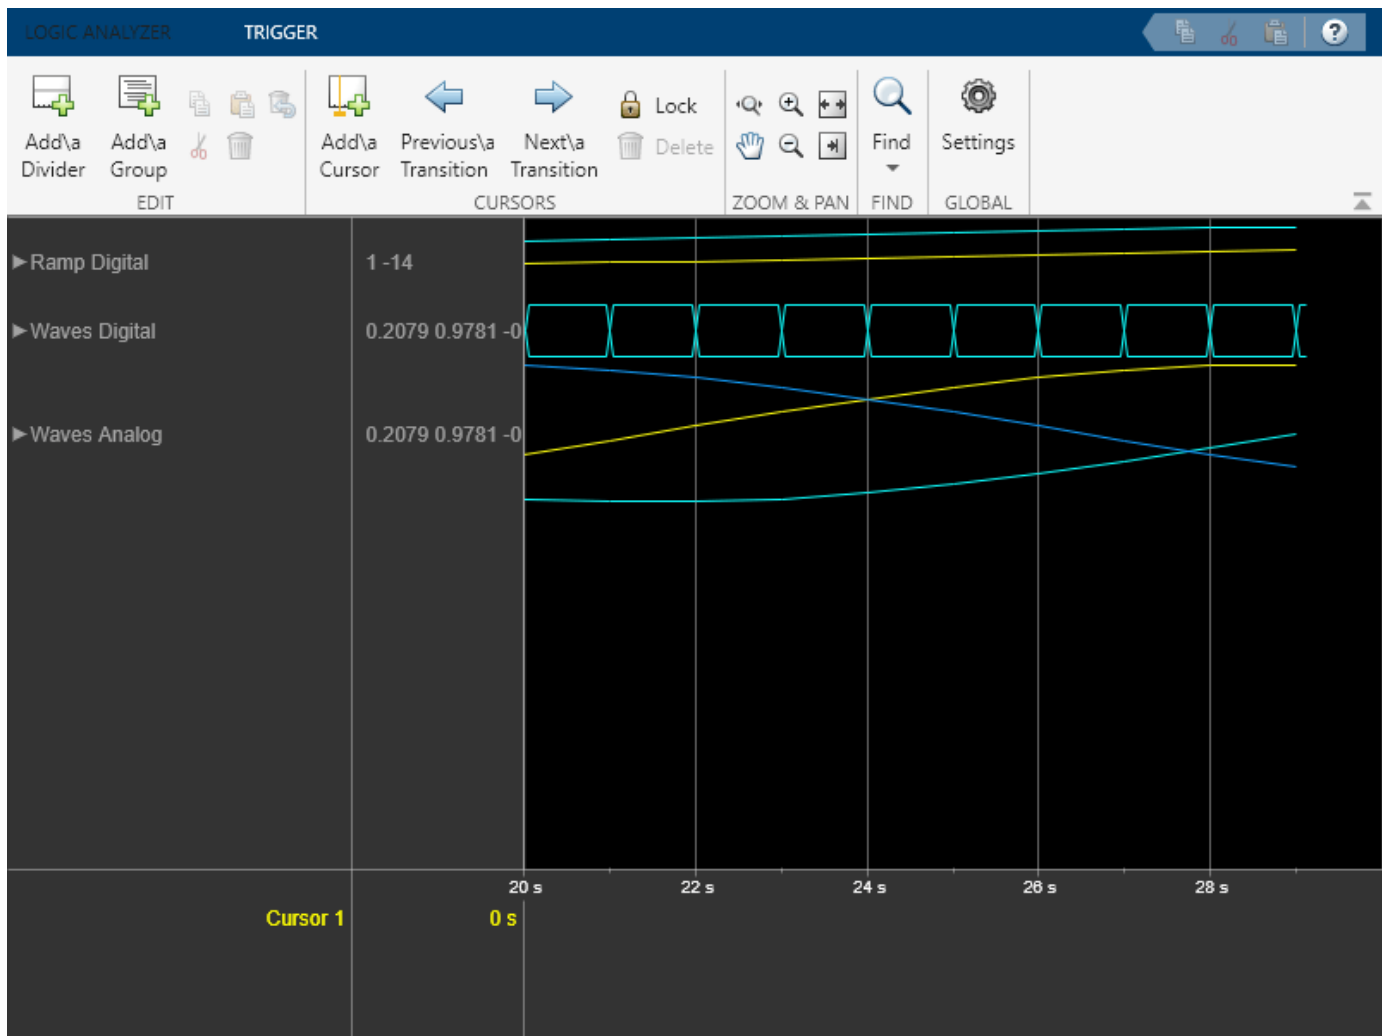 LOGIC ANALYZER TRIGGER
Add\a Add\a Add\a Previous\a Next\a Lock Find Settings
Divider Group Cursor Transition Transition Delete
EDIT CURSORS ZOOM & PAN FIND GLOBAL
Ramp Digital 1 -14
Waves Digital 0.2079 0.9781 -0
Waves Analog 0.2079 0.9781 -0
20 s 22 s 24 s 26 s 28 s
Cursor 1 0 s